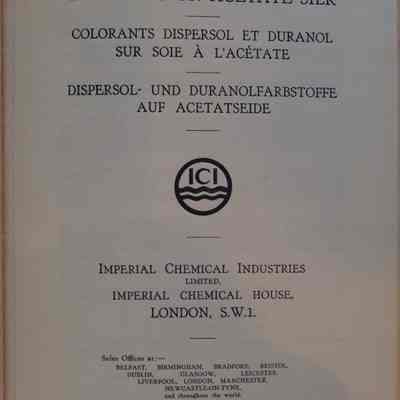 ACETATE SILK
COLORANTS DISPERSOL ET DURANOL
SUR SOIE À L'ACÉTATE
DISPERSOL- UND DURANOLFARBSTOFFE
AUF ACETATSEIDE
ICI
IMPERIAL CHEMICAL INDUSTRIES
LIMITED,
IMPERIAL CHEMICAL HOUSE,
LONDON, S.W.1.
Sales Offices at:—
BELFAST, BIRMINGHAM, BRADFORD, BRISTOL,
DUBLIN, GLASGOW, LEICESTER,
LIVERPOOL, LONDON, MANCHESTER,
NEWCASTLE-ON-TYNE,
and throughout the world.